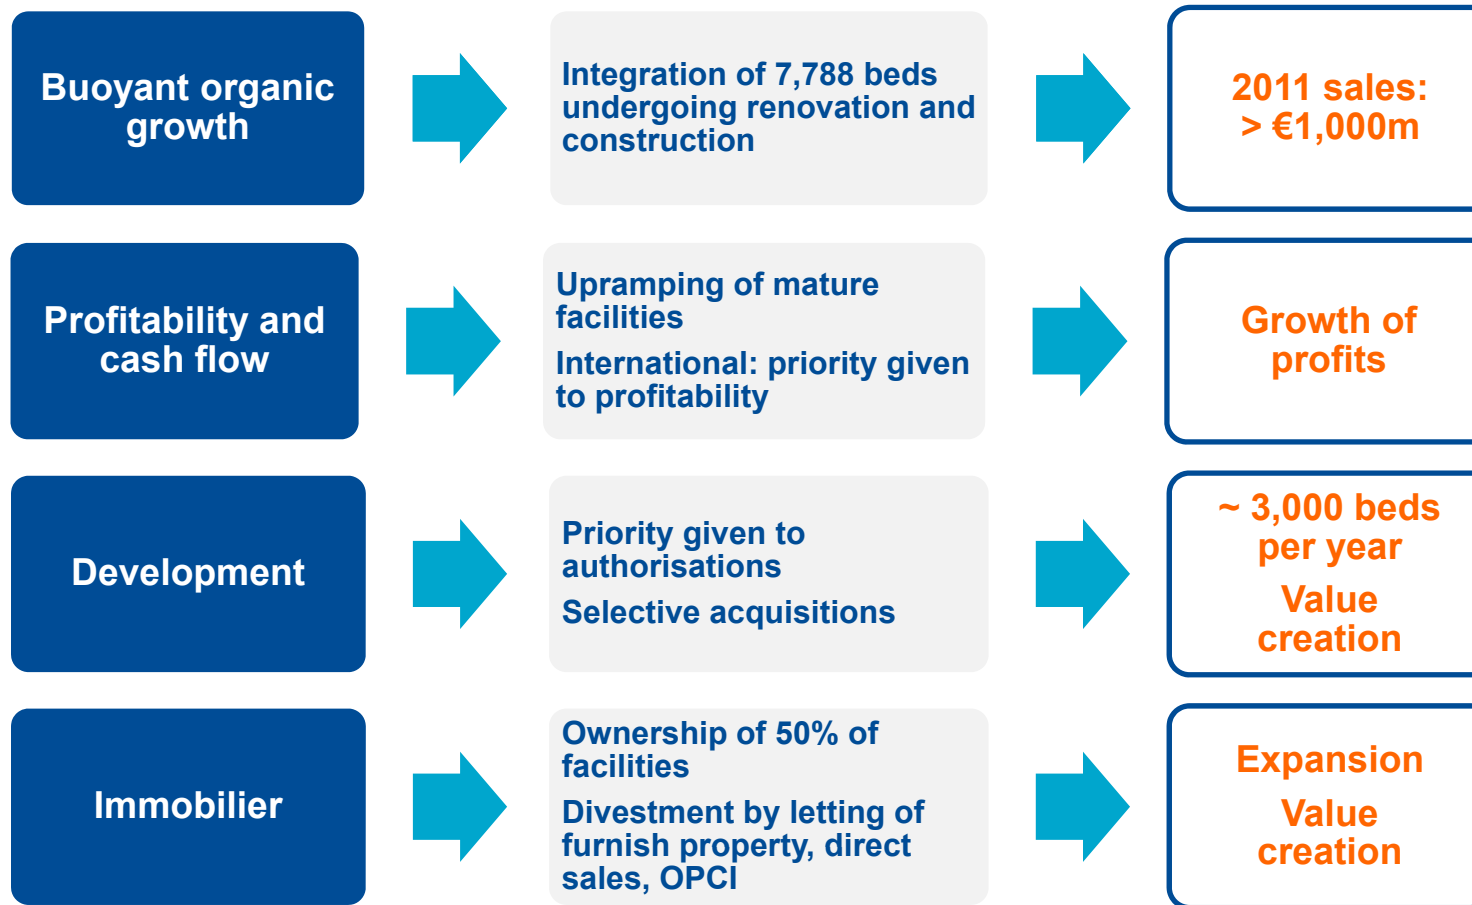 Buoyant organic
growth
Integration of 7,788 beds
undergoing renovation and
construction
2011 sales:
> €1,000m
Profitability and
cash flow
Upramping of mature
facilities
International: priority given
to profitability
Growth of
profits
Development
Priority given to
authorisations
Selective acquisitions
~ 3,000 beds
per year
Value
creation
Immobilier
Ownership of 50% of
facilities
Divestment by letting of
furnish property, direct
sales, OPCI
Expansion
Value
creation